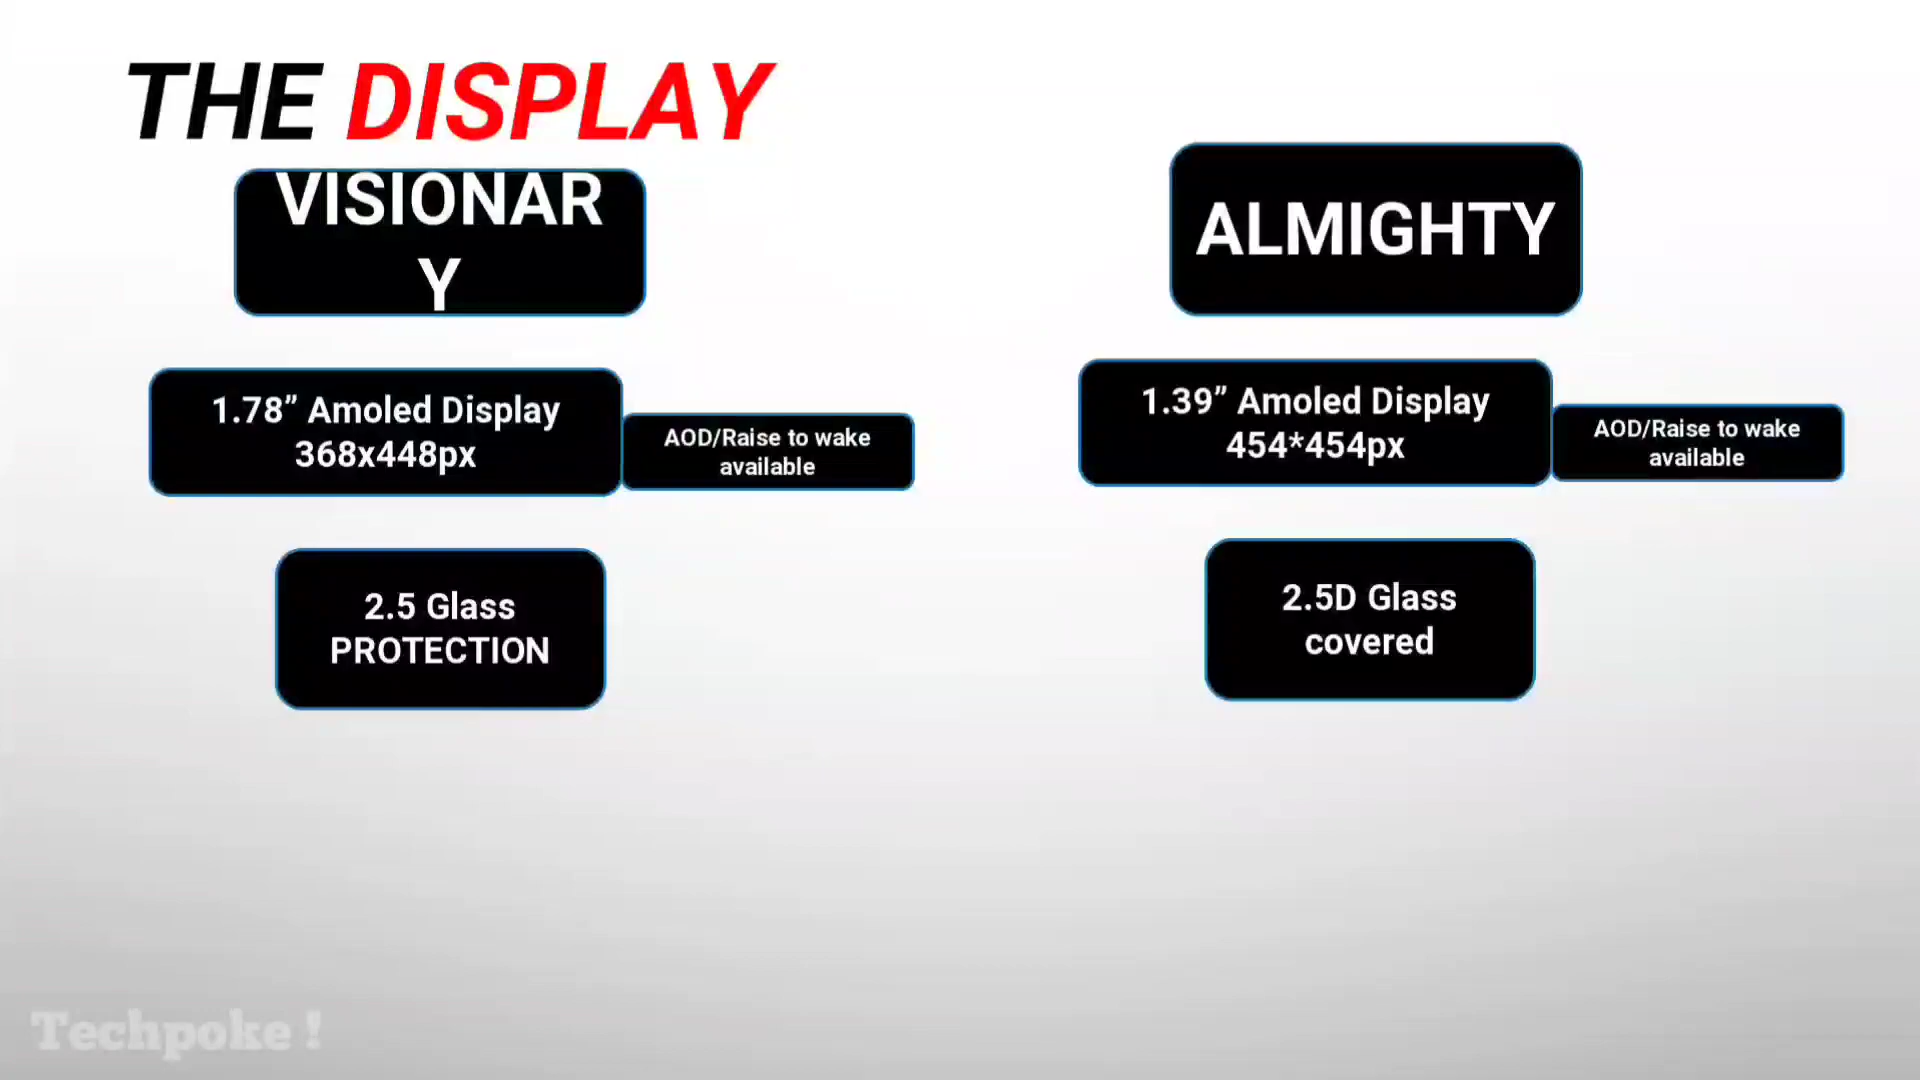 THE DISPLAY
VISIONAR
Y
1.78” Amoled Display
368x448px
AOD/Raise to wake
available
2.5 Glass
PROTECTION
ALMIGHTY
1.39” Amoled Display
454*454px
AOD/Raise to wake
available
2.5D Glass
covered
Techpoke !